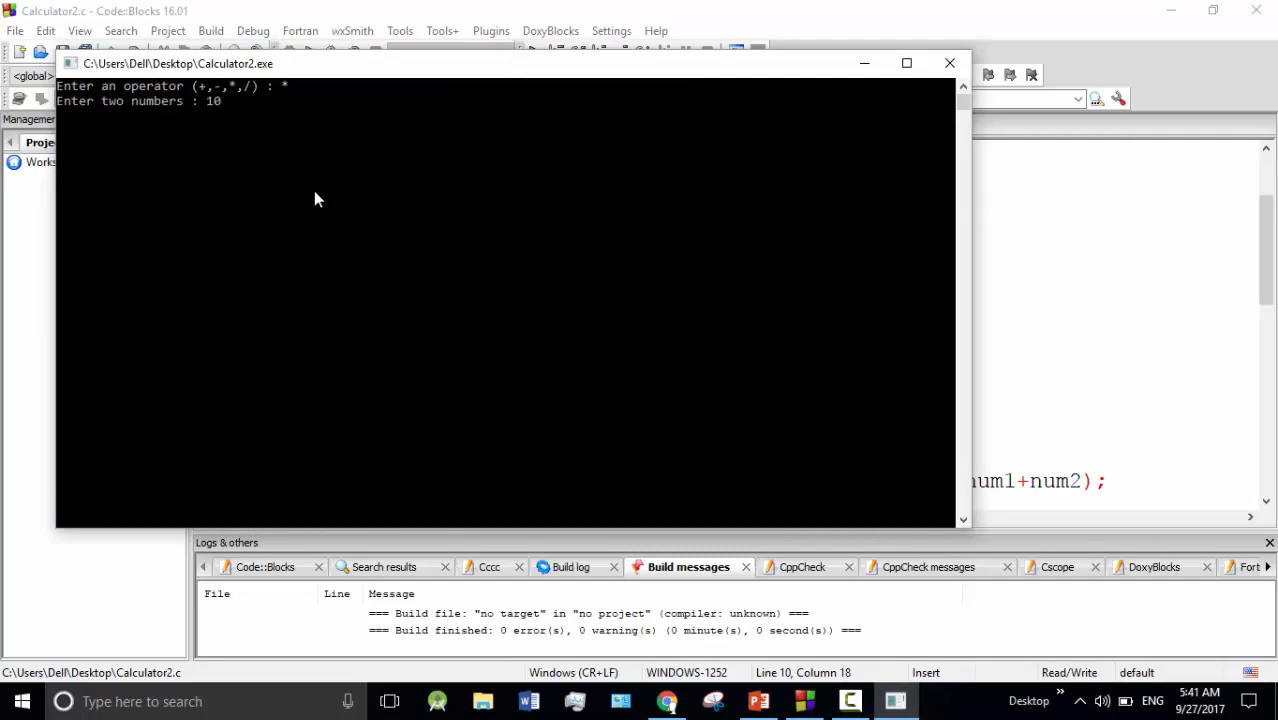 Calculator2.c - Code::Blocks 16.01
File Edit View Search Project Build Debug Fortran wxSmith Tools Tools+ Plugins DoxyBlocks Settings Help
C:\Users\Dell\Desktop\Calculator2.exe
<global>
Enter an operator (+,-,*,/) : *
Enter two numbers : 10
Managemen
Projec
Works
num1+num2);
Logs & others
Code::Blocks Search results Cccc Build log Build messages CppCheck CppCheck messages Cscope DoxyBlocks Fort
File Line Message
=== Build file: "no target" in "no project" (compiler: unknown) ===
=== Build finished: 0 error(s), 0 warning(s) (0 minute(s), 0 second(s)) ===
C:\Users\Dell\Desktop\Calculator2.c Windows (CR+LF) WINDOWS-1252 Line 10, Column 18 Insert Read/Write default
Type here to search Desktop ENG 5:41 AM
9/27/2017